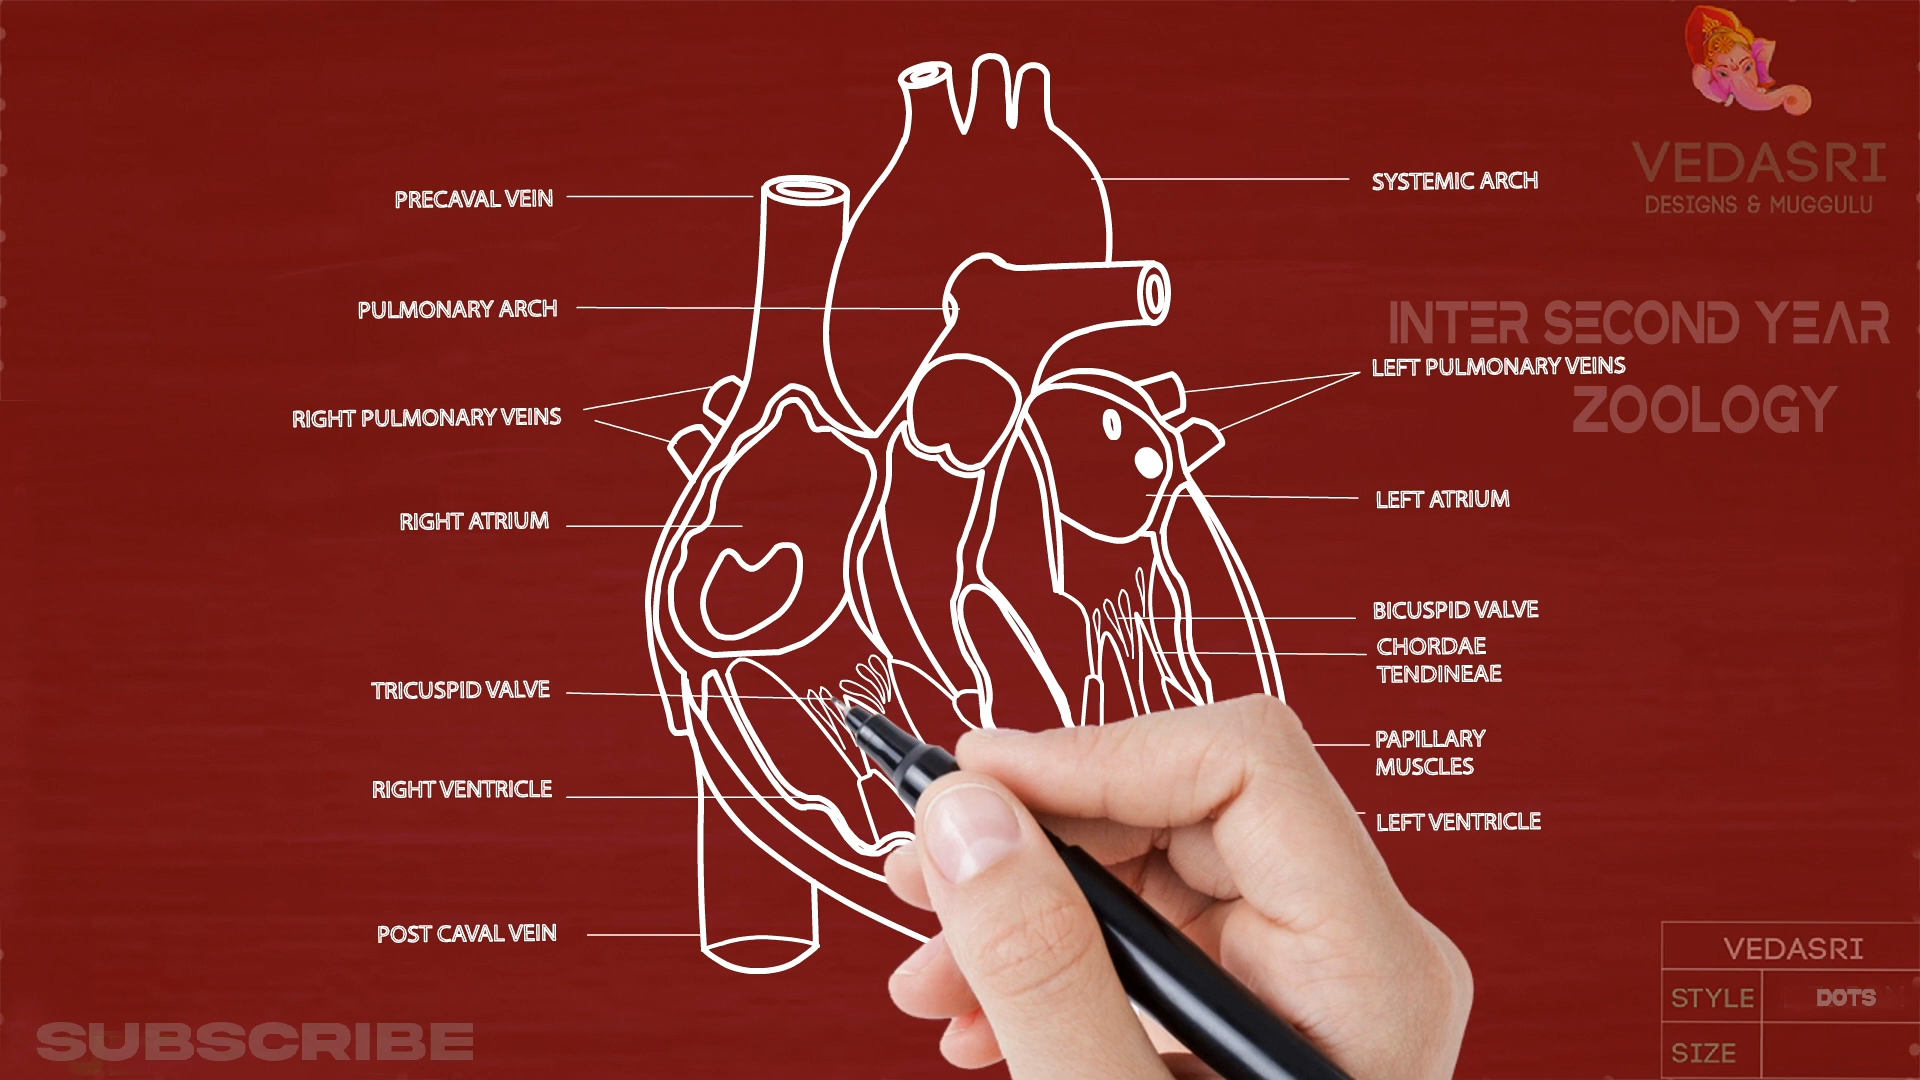 VEDASRI
DESIGNS & MUGGULU
INTER SECOND YEAR
ZOOLOGY
PRECAVAL VEIN
PULMONARY ARCH
RIGHT PULMONARY VEINS
RIGHT ATRIUM
TRICUSPID VALVE
RIGHT VENTRICLE
POST CAVAL VEIN
SYSTEMIC ARCH
LEFT PULMONARY VEINS
LEFT ATRIUM
BICUSPID VALVE
CHORDAE
TENDINEAE
PAPILLARY
MUSCLES
LEFT VENTRICLE
SUBSCRIBE
VEDASRI
STYLE DOTS
SIZE